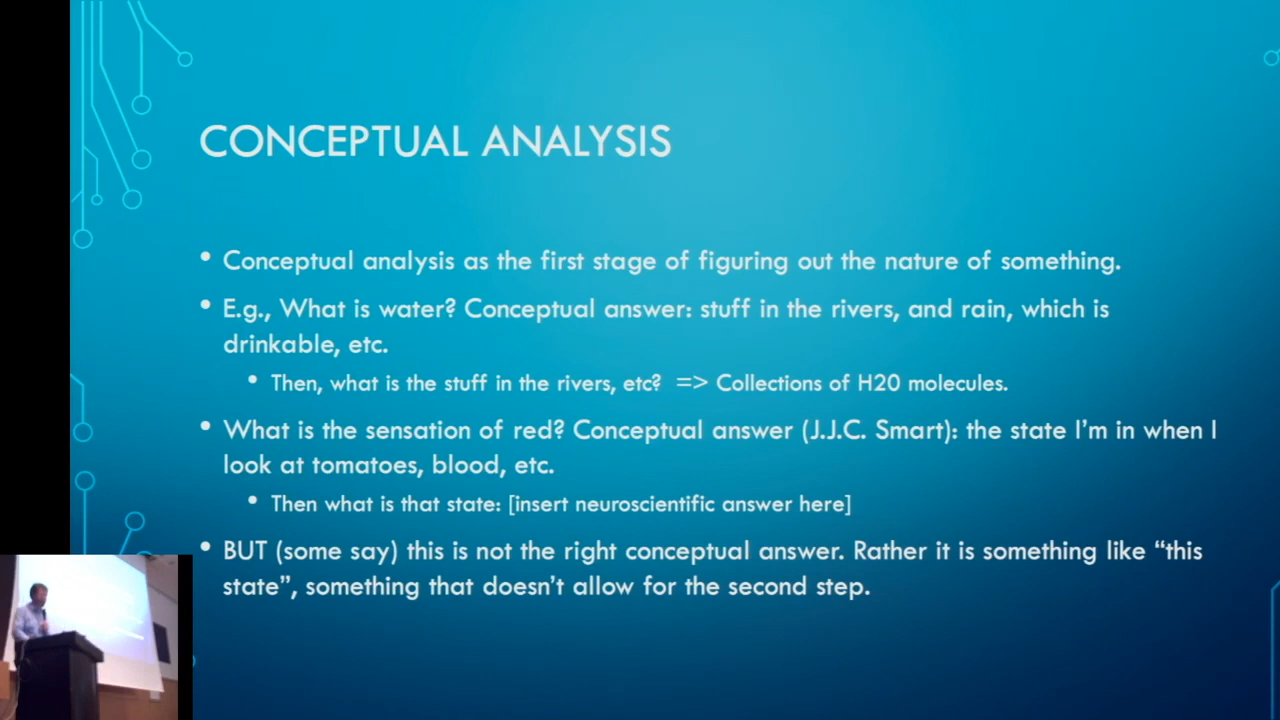 CONCEPTUAL ANALYSIS
• Conceptual analysis as the first stage of figuring out the nature of something.
• E.g., What is water? Conceptual answer: stuff in the rivers, and rain, which is
drinkable, etc.
• Then, what is the stuff in the rivers, etc? => Collections of H20 molecules.
• What is the sensation of red? Conceptual answer (J.J.C. Smart): the state I'm in when I
look at tomatoes, blood, etc.
• Then what is that state: [insert neuroscientific answer here]
• BUT (some say) this is not the right conceptual answer. Rather it is something like “this
state”, something that doesn't allow for the second step.